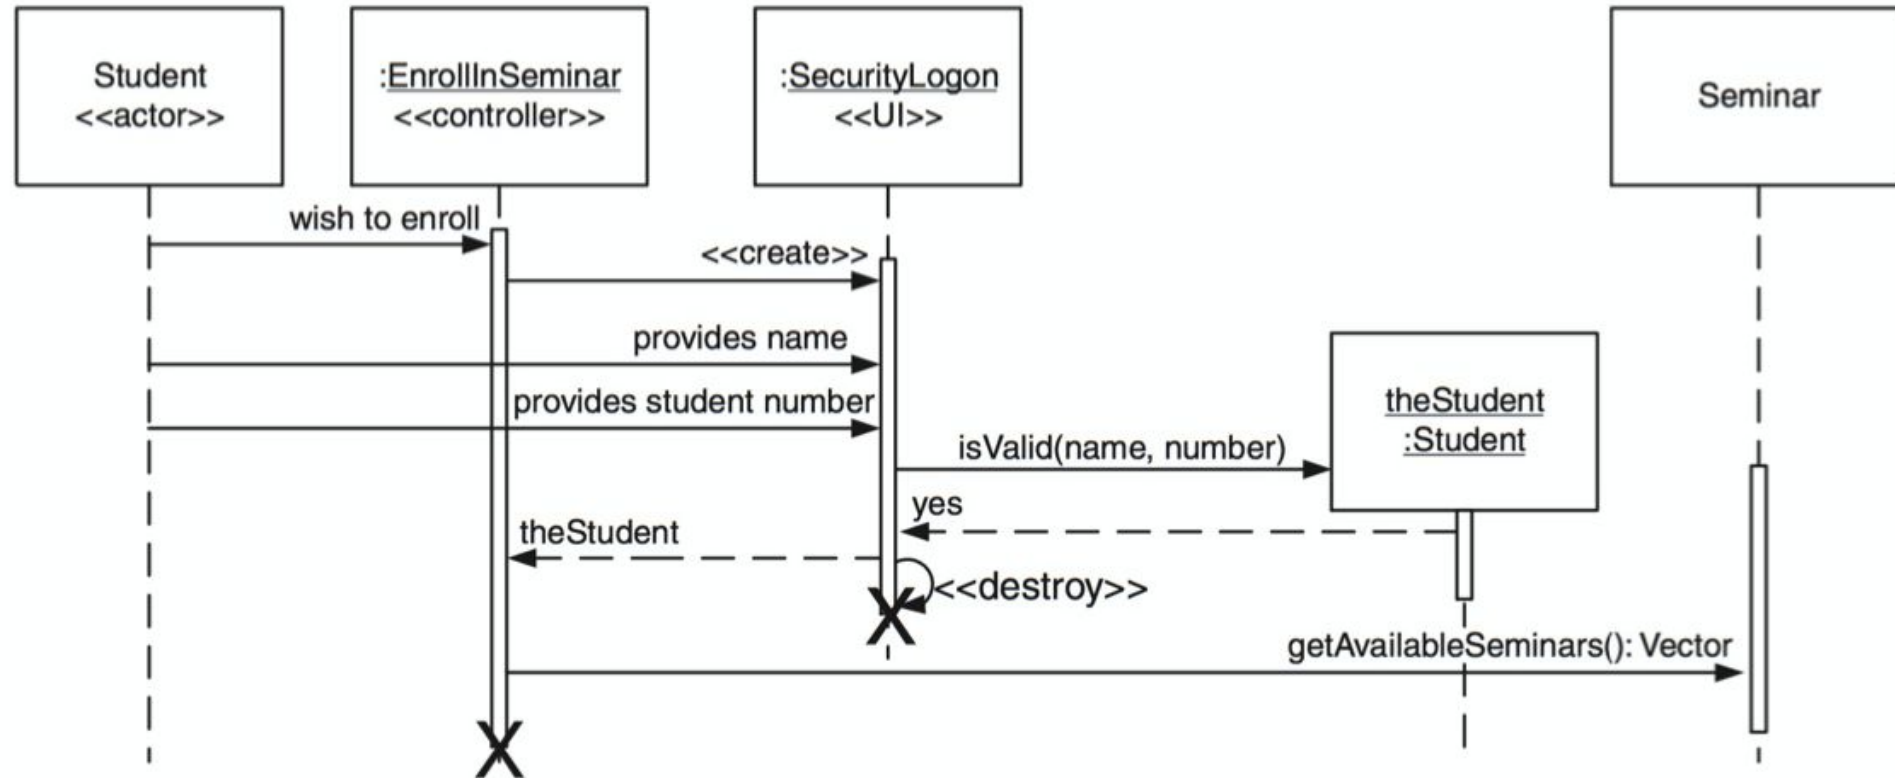 Student
<<actor>>
:EnrollInSeminar
<<controller>>
:SecurityLogon
<<UI>>
Seminar
wish to enroll
<<create>>
provides name
provides student number
theStudent
:Student
isValid(name, number)
yes
theStudent
<<destroy>>
getAvailableSeminars(): Vector